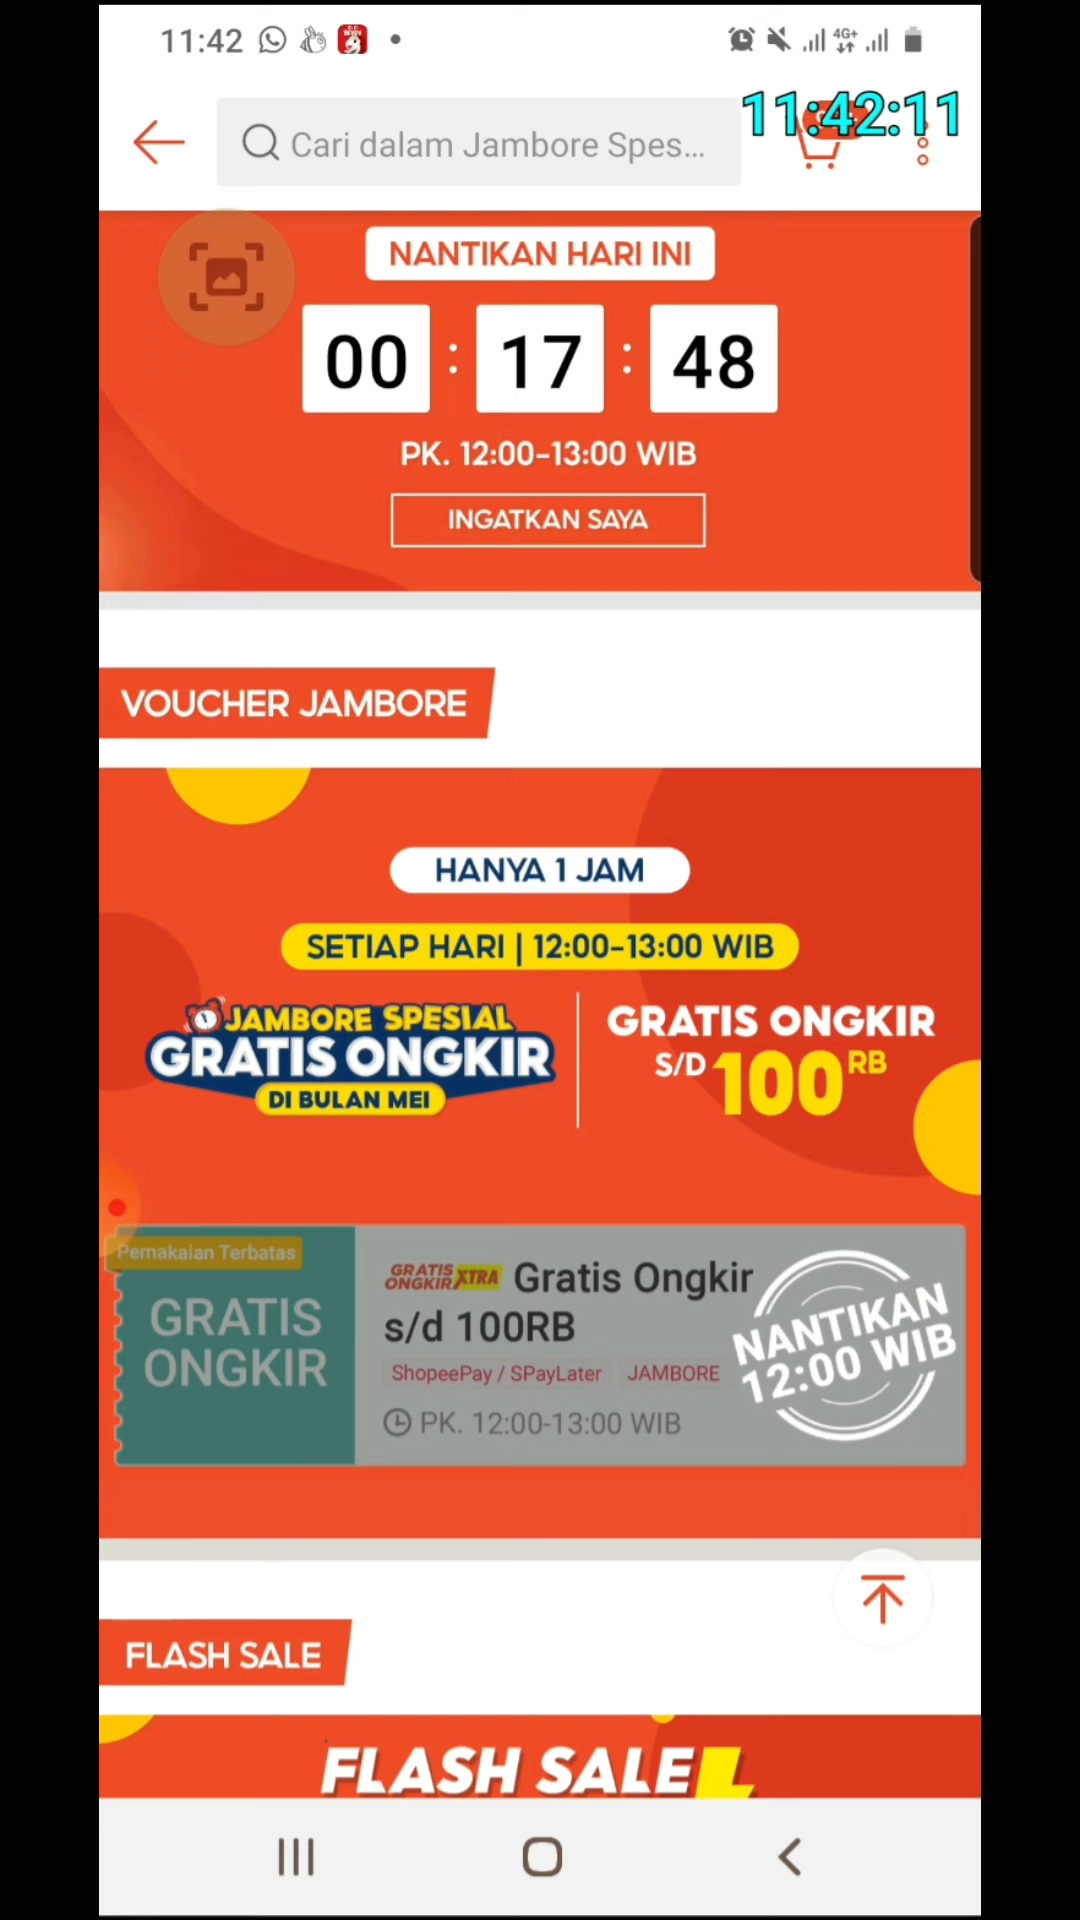 11:42
4G+
11:42:11
Cari dalam Jambore Spes...
NANTIKAN HARI INI
00 : 17 : 48
PK. 12:00-13:00 WIB
INGATKAN SAYA
VOUCHER JAMBORE
HANYA 1 JAM
SETIAP HARI | 12:00-13:00 WIB
JAMBORE SPESIAL
GRATIS ONGKIR
DI BULAN MEI
GRATIS ONGKIR
S/D 100 RB
Pemakaian Terbatas
GRATIS
ONGKIR
GRATIS ONGKIR XTRA Gratis Ongkir
s/d 100RB
ShopeePay / SPayLater JAMBORE
PK. 12:00-13:00 WIB
NANTIKAN
12:00 WIB
FLASH SALE
FLASH SALE